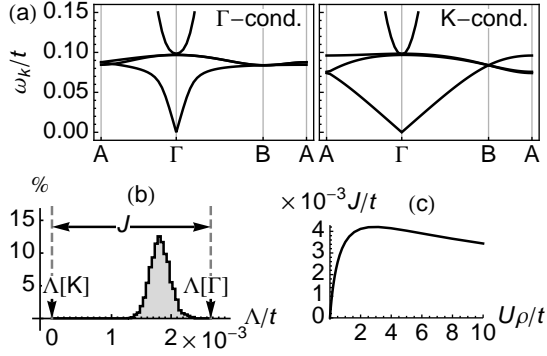 (a)
Γ−cond.
K−cond.
ω_k/t
0.15
0.10
0.05
0.00
A Γ B A
A Γ B A
%
(b)
15
10
5
J
Λ[K]
Λ[Γ]
Λ/t
0 1 2 ×10⁻³
×10⁻³ J/t
(c)
4
3
2
1
0
0 2 4 6 8 10
Uρ/t